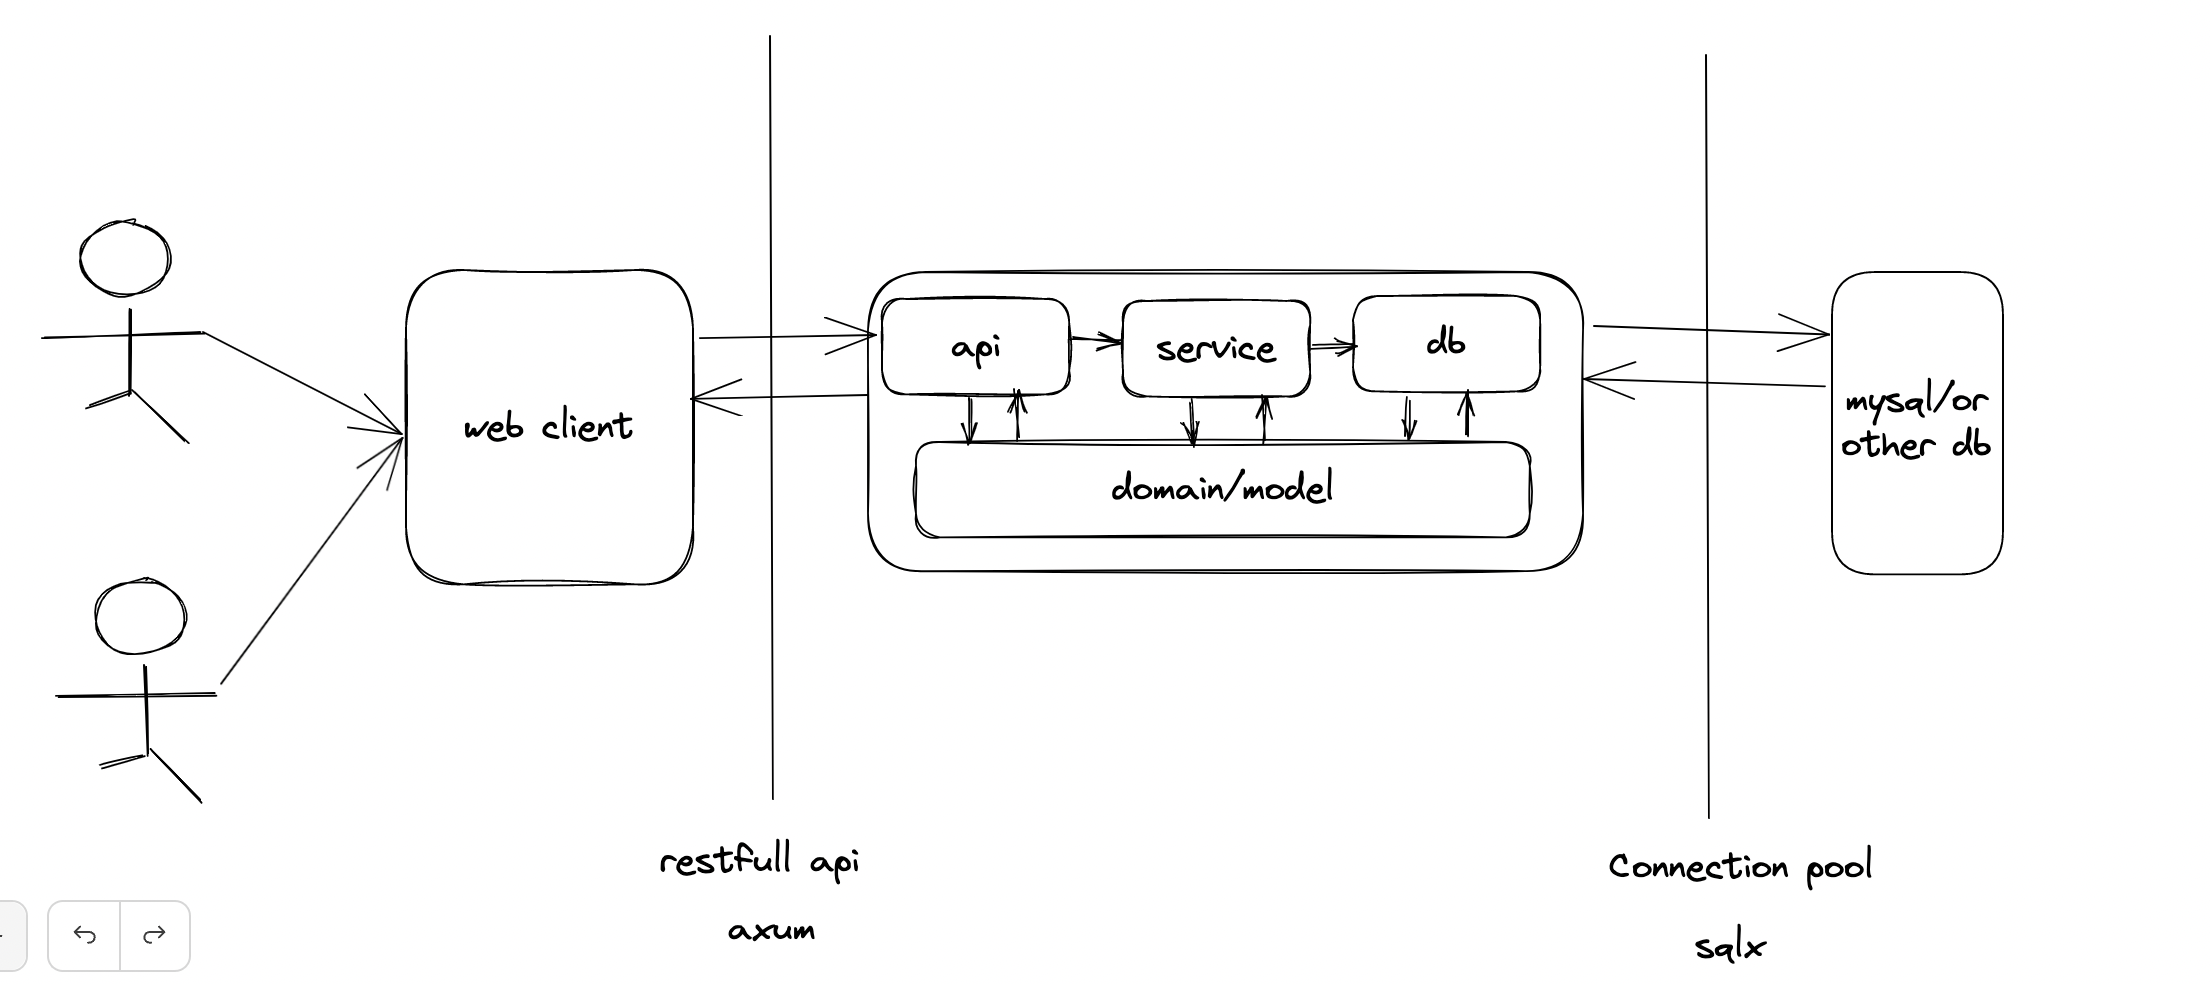 api
service
db
web client
domain/model
mysql/or
other db
restfull api
axum
Connection pool
sqlx